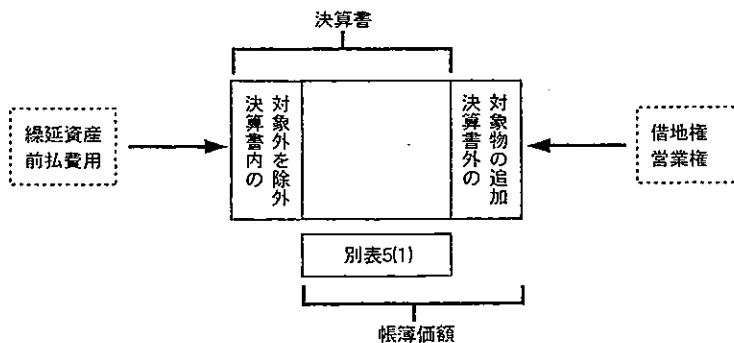 決算書
繰延資産
前払費用
対象外を除外
決算書内の
対象物の追加
決算書外の
借地権
営業権
別表5(1)
帳簿価額